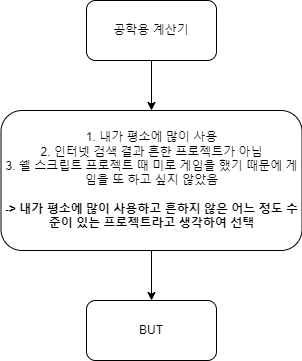 공학용 계산기
1. 내가 평소에 많이 사용
2. 인터넷 검색 결과 흔한 프로젝트가 아님
3. 쉘 스크립트 프로젝트 때 미로 게임을 했기 때문에 게
임을 또 하고 싶지 않았음
-> 내가 평소에 많이 사용하고 흔하지 않은 어느 정도 수
준이 있는 프로젝트라고 생각하여 선택
BUT